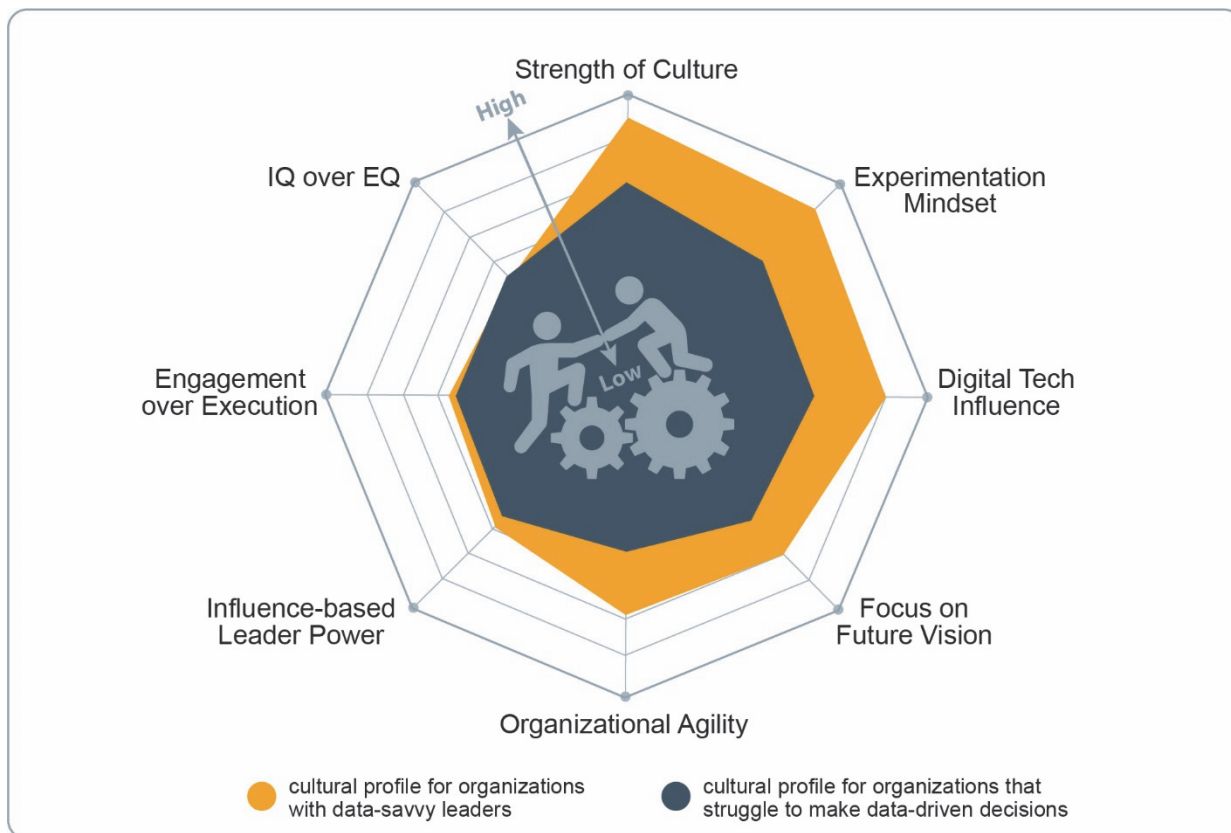 Strength of Culture
High
IQ over EQ
Experimentation
Mindset
Low
Engagement
over Execution
Digital Tech
Influence
Influence-based
Leader Power
Focus on
Future Vision
Organizational Agility
cultural profile for organizations
with data-savvy leaders
cultural profile for organizations that
struggle to make data-driven decisions